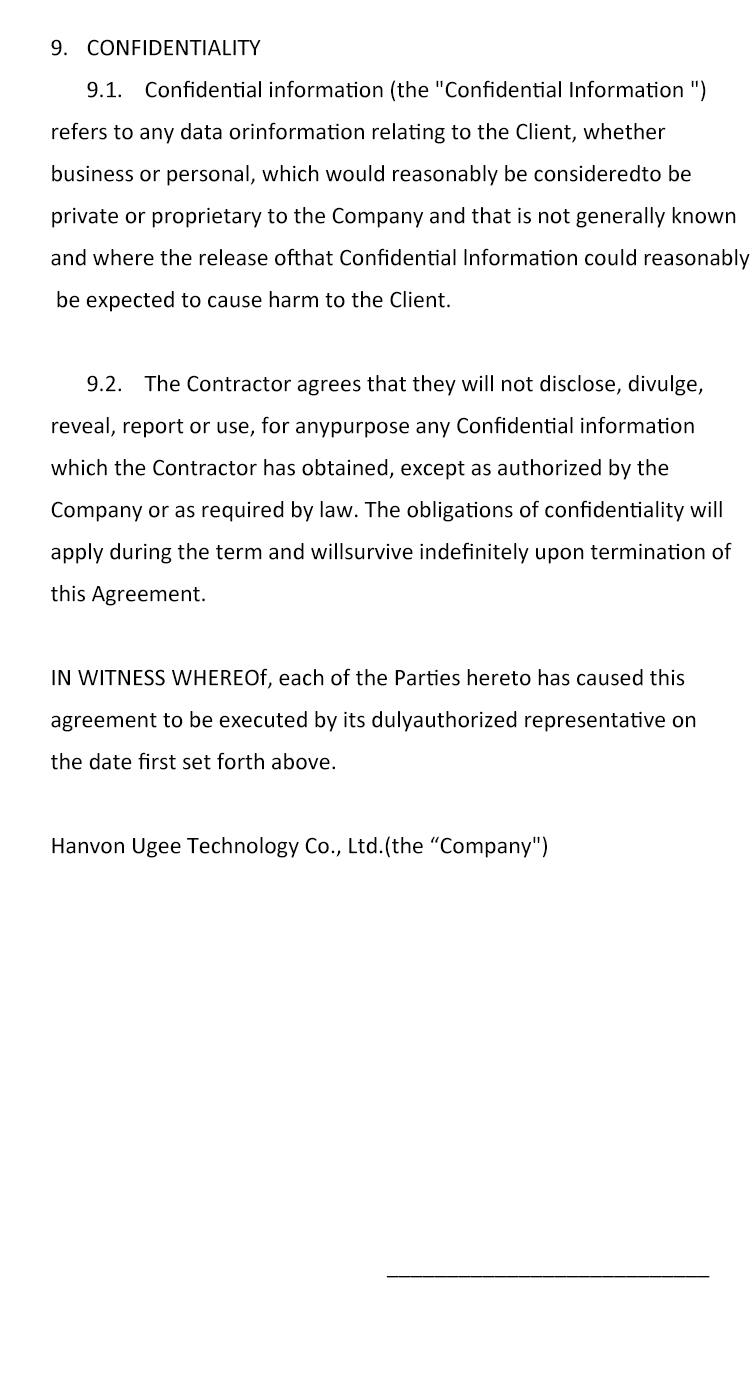 9. CONFIDENTIALITY
9.1. Confidential information (the "Confidential Information ")
refers to any data orinformation relating to the Client, whether
business or personal, which would reasonably be consideredto be
private or proprietary to the Company and that is not generally known
and where the release ofthat Confidential lnformation could reasonably
be expected to cause harm to the Client.
9.2. The Contractor agrees that they will not disclose, divulge,
reveal, report or use, for anypurpose any Confidential information
which the Contractor has obtained, except as authorized by the
Company or as required by law. The obligations of confidentiality will
apply during the term and willsurvive indefinitely upon termination of
this Agreement.
IN WITNESS WHEREOf, each of the Parties hereto has caused this
agreement to be executed by its dulyauthorized representative on
the date first set forth above.
Hanvon Ugee Technology Co., Ltd.(the “Company")